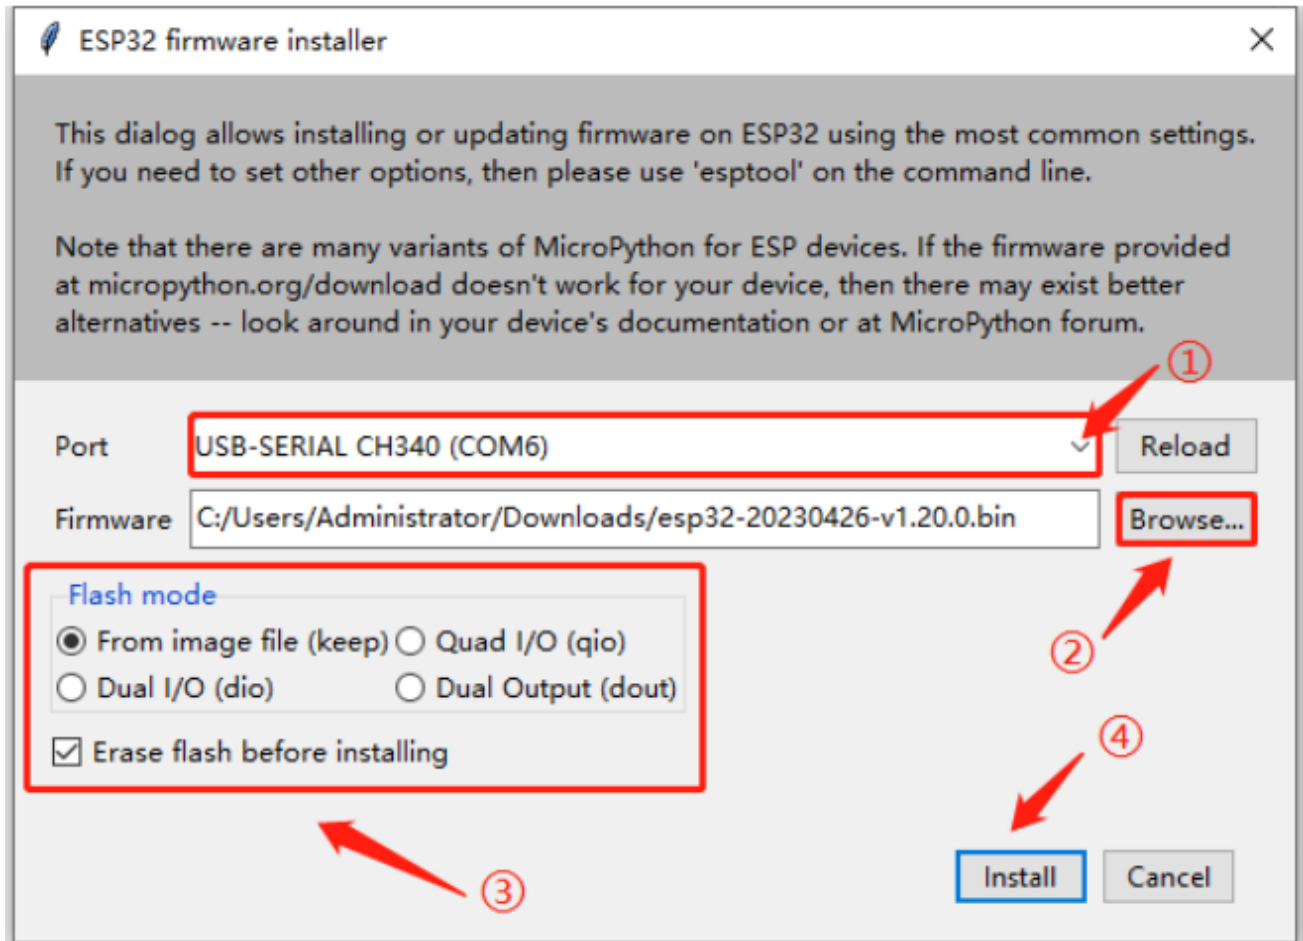 ESP32 firmware installer
This dialog allows installing or updating firmware on ESP32 using the most common settings.
If you need to set other options, then please use 'esptool' on the command line.
Note that there are many variants of MicroPython for ESP devices. If the firmware provided
at micropython.org/download doesn't work for your device, then there may exist better
alternatives -- look around in your device's documentation or at MicroPython forum.
①
Port USB-SERIAL CH340 (COM6) Reload
Firmware C:/Users/Administrator/Downloads/esp32-20230426-v1.20.0.bin Browse...
Flash mode
From image file (keep) Quad I/O (qio)
②
Dual I/O (dio) Dual Output (dout)
④
Erase flash before installing
③
Install Cancel